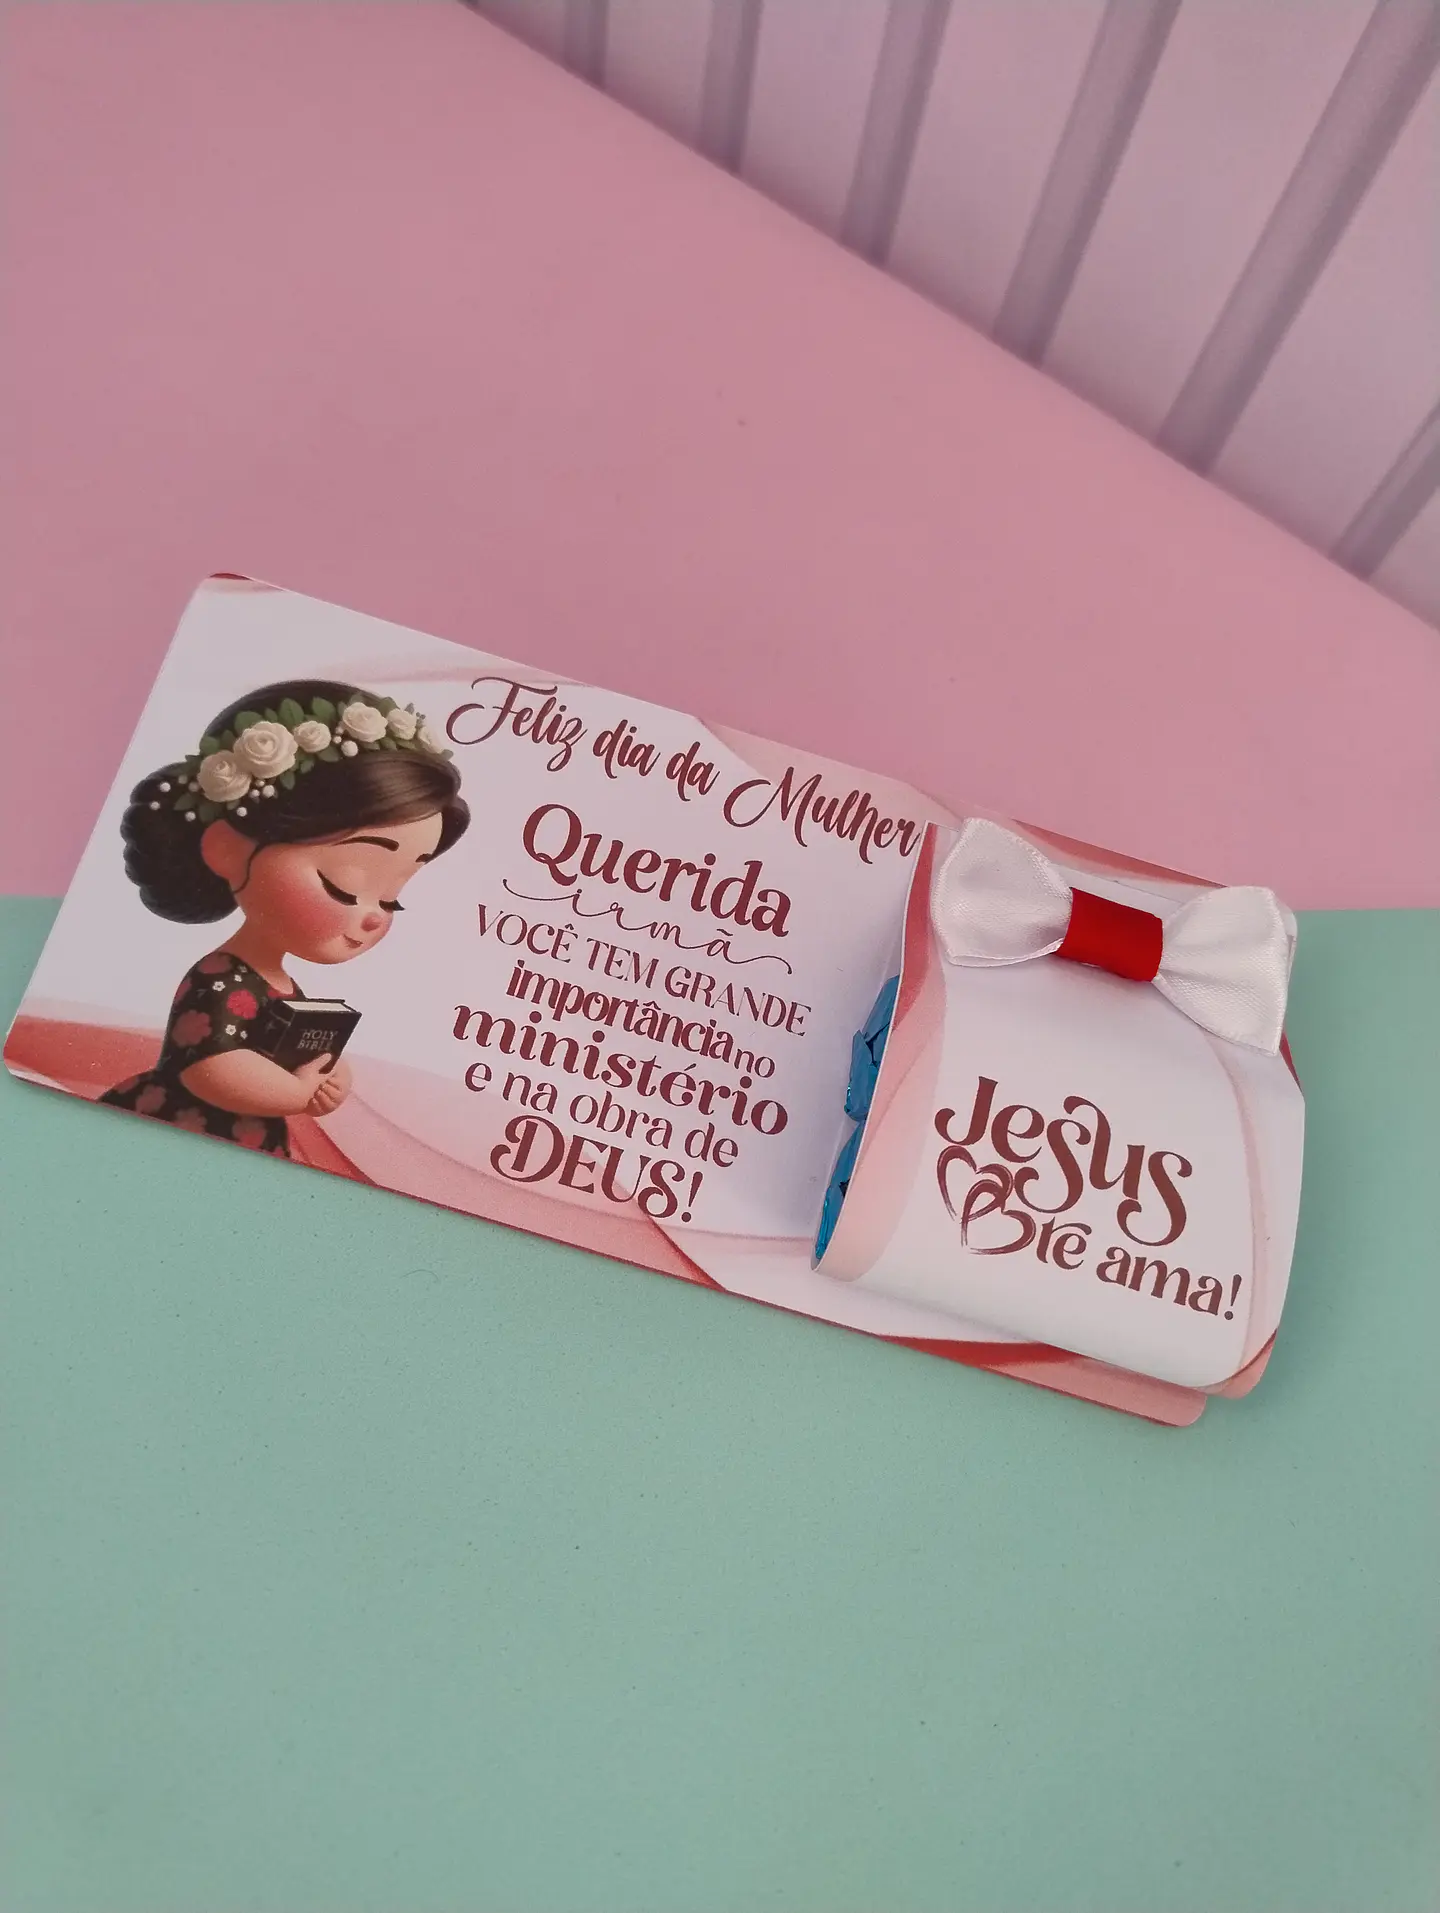 Feliz dia da Mulher
Querida
irmã
VOCÊ TEM GRANDE
importância no
ministério
e na obra de
DEUS!
HOLY
BIBLE
Jesus
te ama!